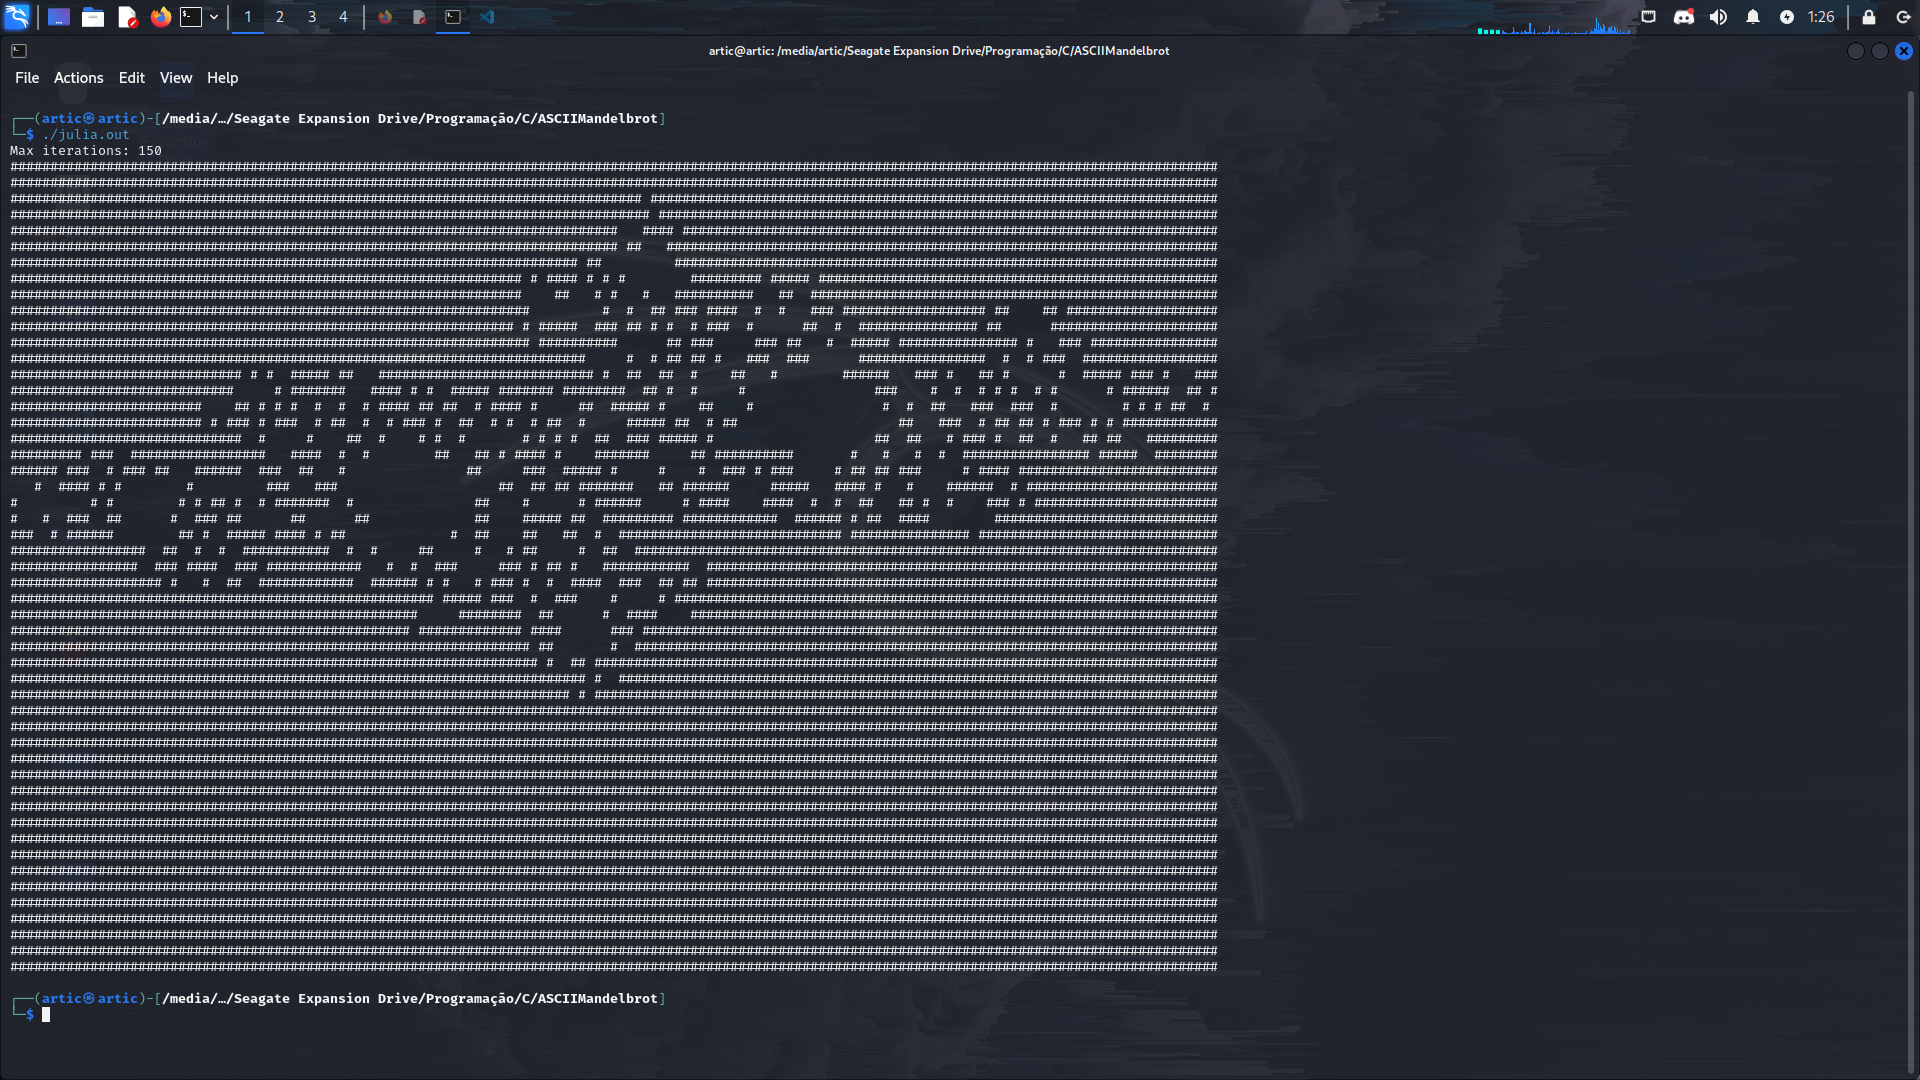 1 2 3 4
1:26
artic@artic: /media/artic/Seagate Expansion Drive/Programação/C/ASCIIMandelbrot
File Actions Edit View Help
┌──(artic㉿artic)-[/media/…/Seagate Expansion Drive/Programação/C/ASCIIMandelbrot]
└─$ ./julia.out
Max iterations: 150
┌──(artic㉿artic)-[/media/…/Seagate Expansion Drive/Programação/C/ASCIIMandelbrot]
└─$